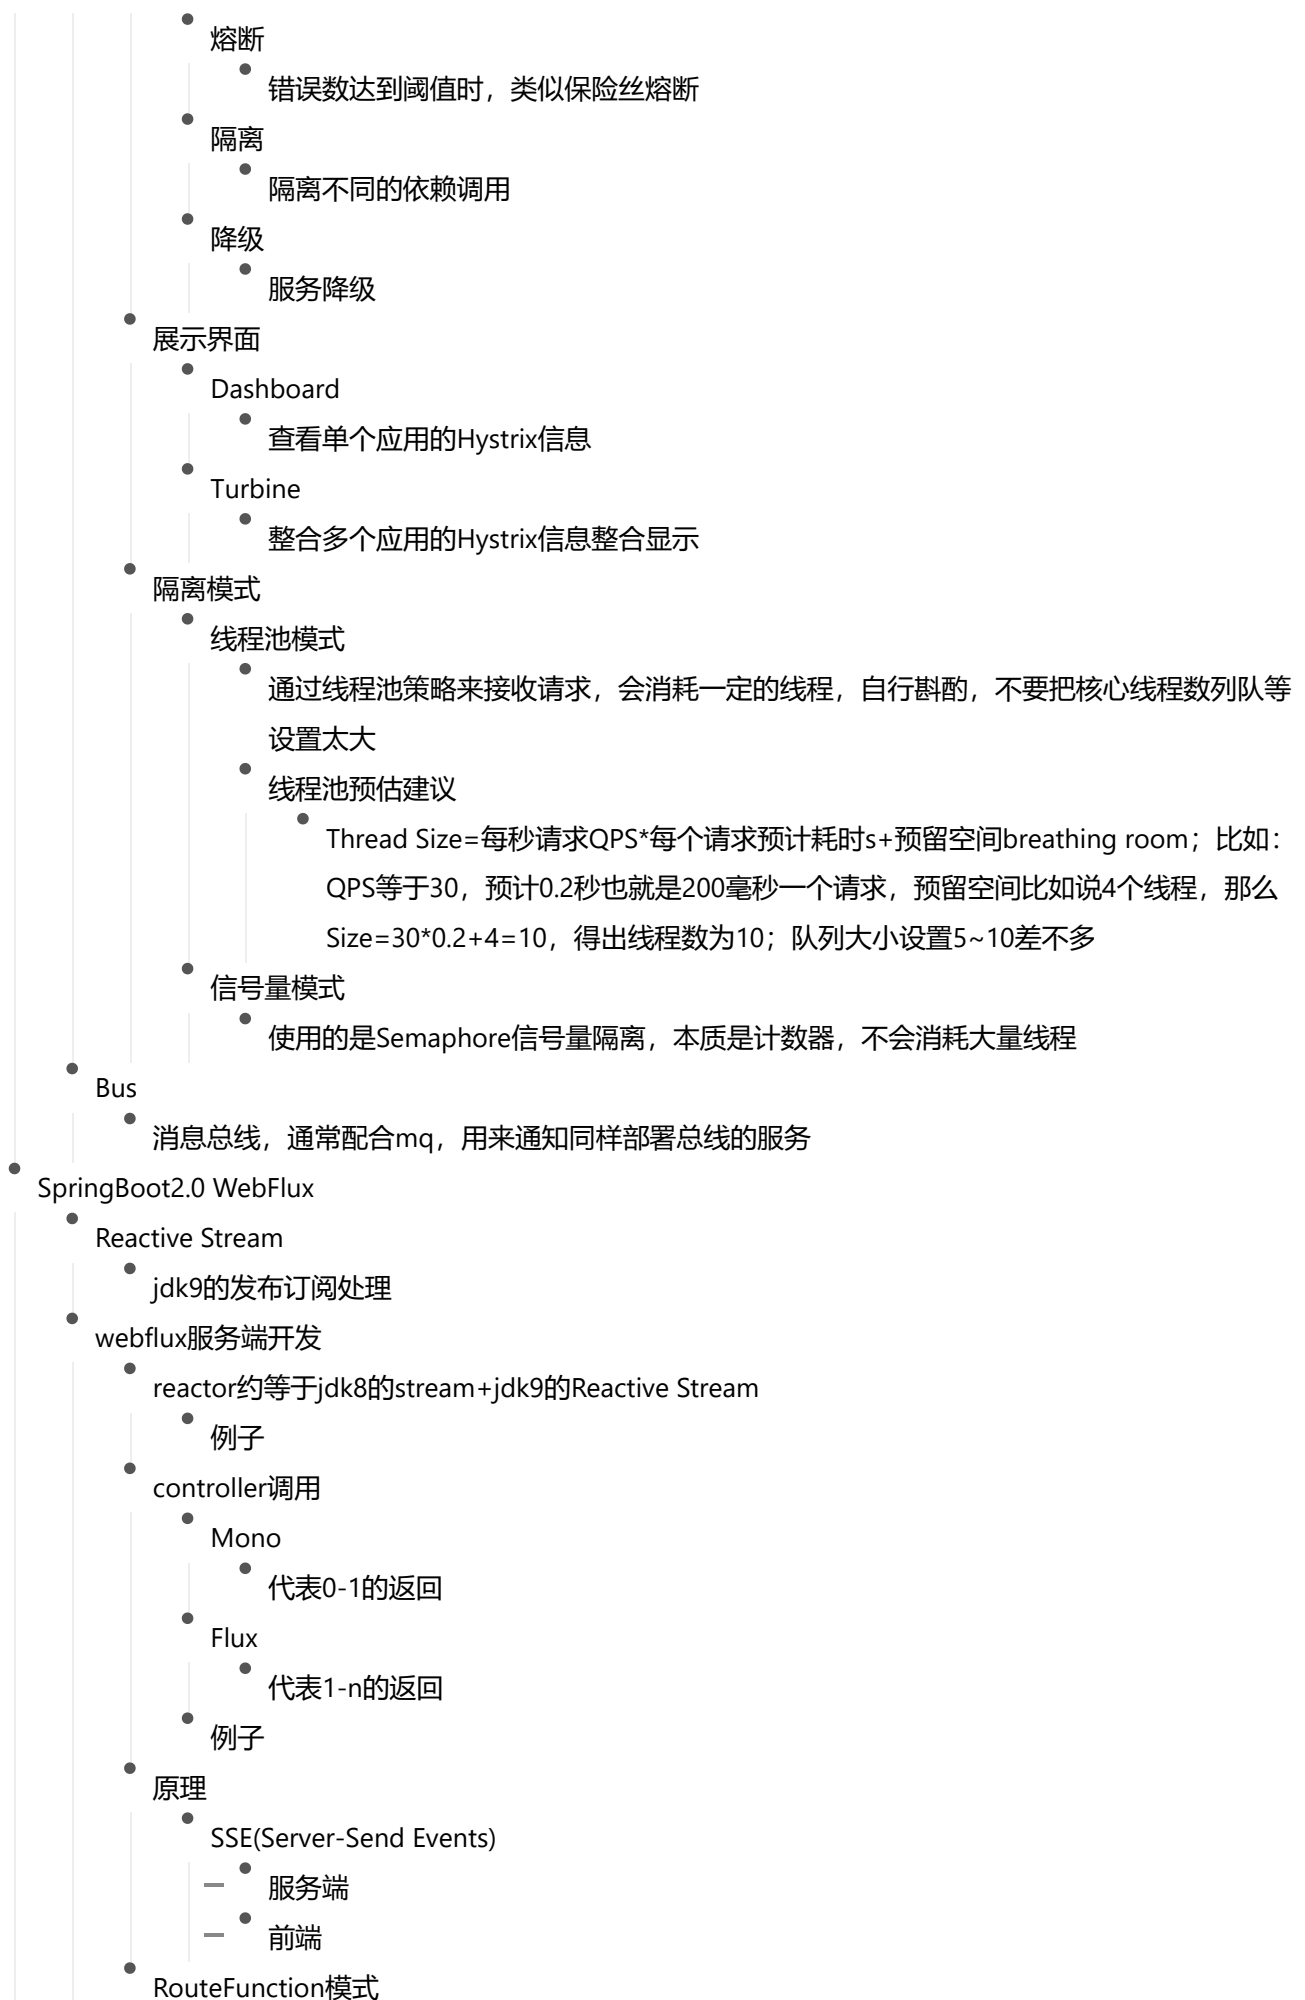 熔断
错误数达到阈值时，类似保险丝熔断
隔离
隔离不同的依赖调用
降级
服务降级
展示界面
Dashboard
查看单个应用的Hystrix信息
Turbine
整合多个应用的Hystrix信息整合显示
隔离模式
线程池模式
通过线程池策略来接收请求，会消耗一定的线程，自行斟酌，不要把核心线程数列队等
设置太大
线程池预估建议
Thread Size=每秒请求QPS*每个请求预计耗时s+预留空间breathing room；比如：
QPS等于30，预计0.2秒也就是200毫秒一个请求，预留空间比如说4个线程，那么
Size=30*0.2+4=10，得出线程数为10；队列大小设置5~10差不多
信号量模式
使用的是Semaphore信号量隔离，本质是计数器，不会消耗大量线程
Bus
消息总线，通常配合mq，用来通知同样部署总线的服务
SpringBoot2.0 WebFlux
Reactive Stream
jdk9的发布订阅处理
webflux服务端开发
reactor约等于jdk8的stream+jdk9的Reactive Stream
例子
controller调用
Mono
代表0-1的返回
Flux
代表1-n的返回
例子
原理
SSE(Server-Send Events)
服务端
前端
RouteFunction模式